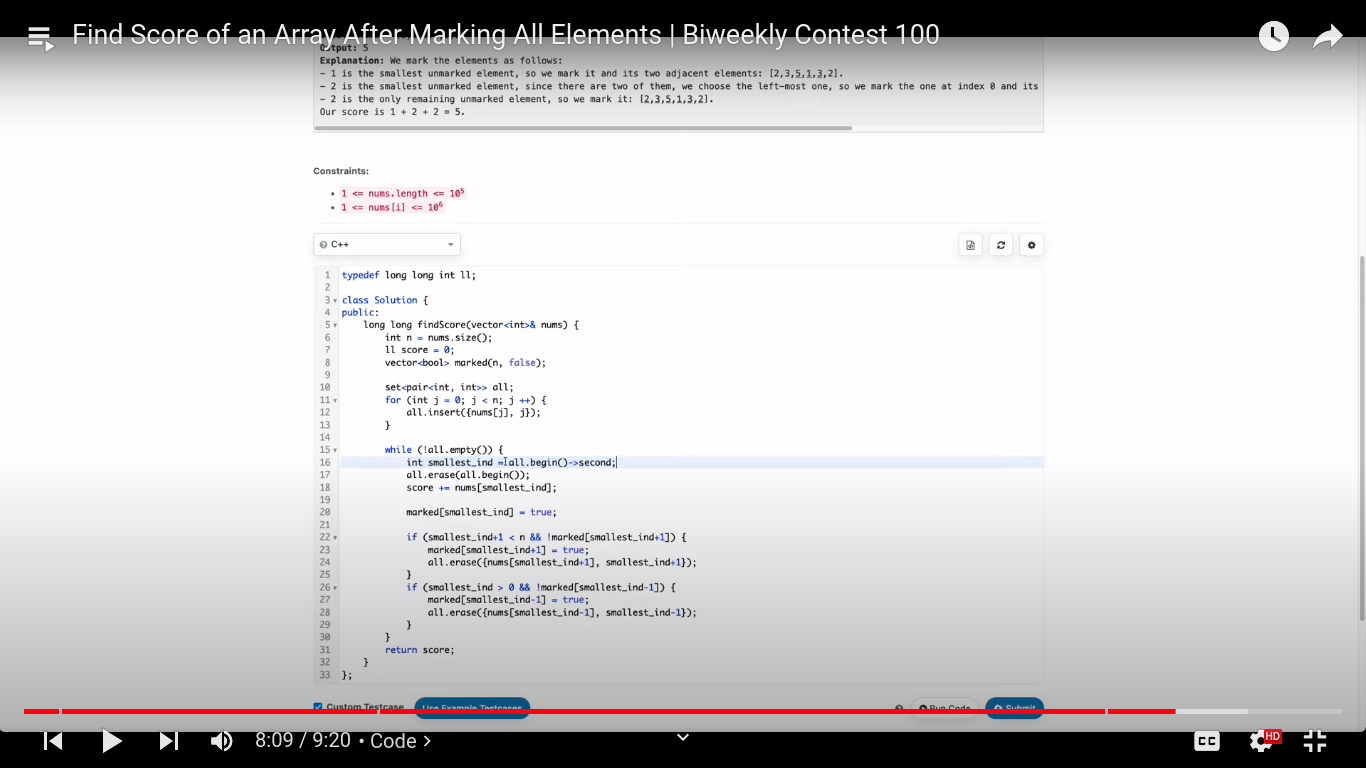 Find Score of an Array After Marking All Elements | Biweekly Contest 100
Output: 5
Explanation: We mark the elements as follows:
- 1 is the smallest unmarked element, so we mark it and its two adjacent elements: [2,3,5,1,3,2].
- 2 is the smallest unmarked element, since there are two of them, we choose the left-most one, so we mark the one at index 0 and its
- 2 is the only remaining unmarked element, so we mark it: [2,3,5,1,3,2].
Our score is 1 + 2 + 2 = 5.
Constraints:
• 1 <= nums.length <= 10⁵
• 1 <= nums[i] <= 10⁶
C++
1 typedef long long int ll;
2
3 class Solution {
4 public:
5     long long findScore(vector<int>& nums) {
6         int n = nums.size();
7         ll score = 0;
8         vector<bool> marked(n, false);
9
10         set<pair<int, int>> all;
11         for (int j = 0; j < n; j ++) {
12             all.insert({nums[j], j});
13         }
14
15         while (!all.empty()) {
16             int smallest_ind = all.begin()->second;
17             all.erase(all.begin());
18             score += nums[smallest_ind];
19
20             marked[smallest_ind] = true;
21
22             if (smallest_ind+1 < n && !marked[smallest_ind+1]) {
23                 marked[smallest_ind+1] = true;
24                 all.erase({nums[smallest_ind+1], smallest_ind+1});
25             }
26             if (smallest_ind > 0 && !marked[smallest_ind-1]) {
27                 marked[smallest_ind-1] = true;
28                 all.erase({nums[smallest_ind-1], smallest_ind-1});
29             }
30         }
31         return score;
32     }
33 };
Custom Testcase Use Example Testcases Run Code Submit
8:09 / 9:20 • Code >
CC HD